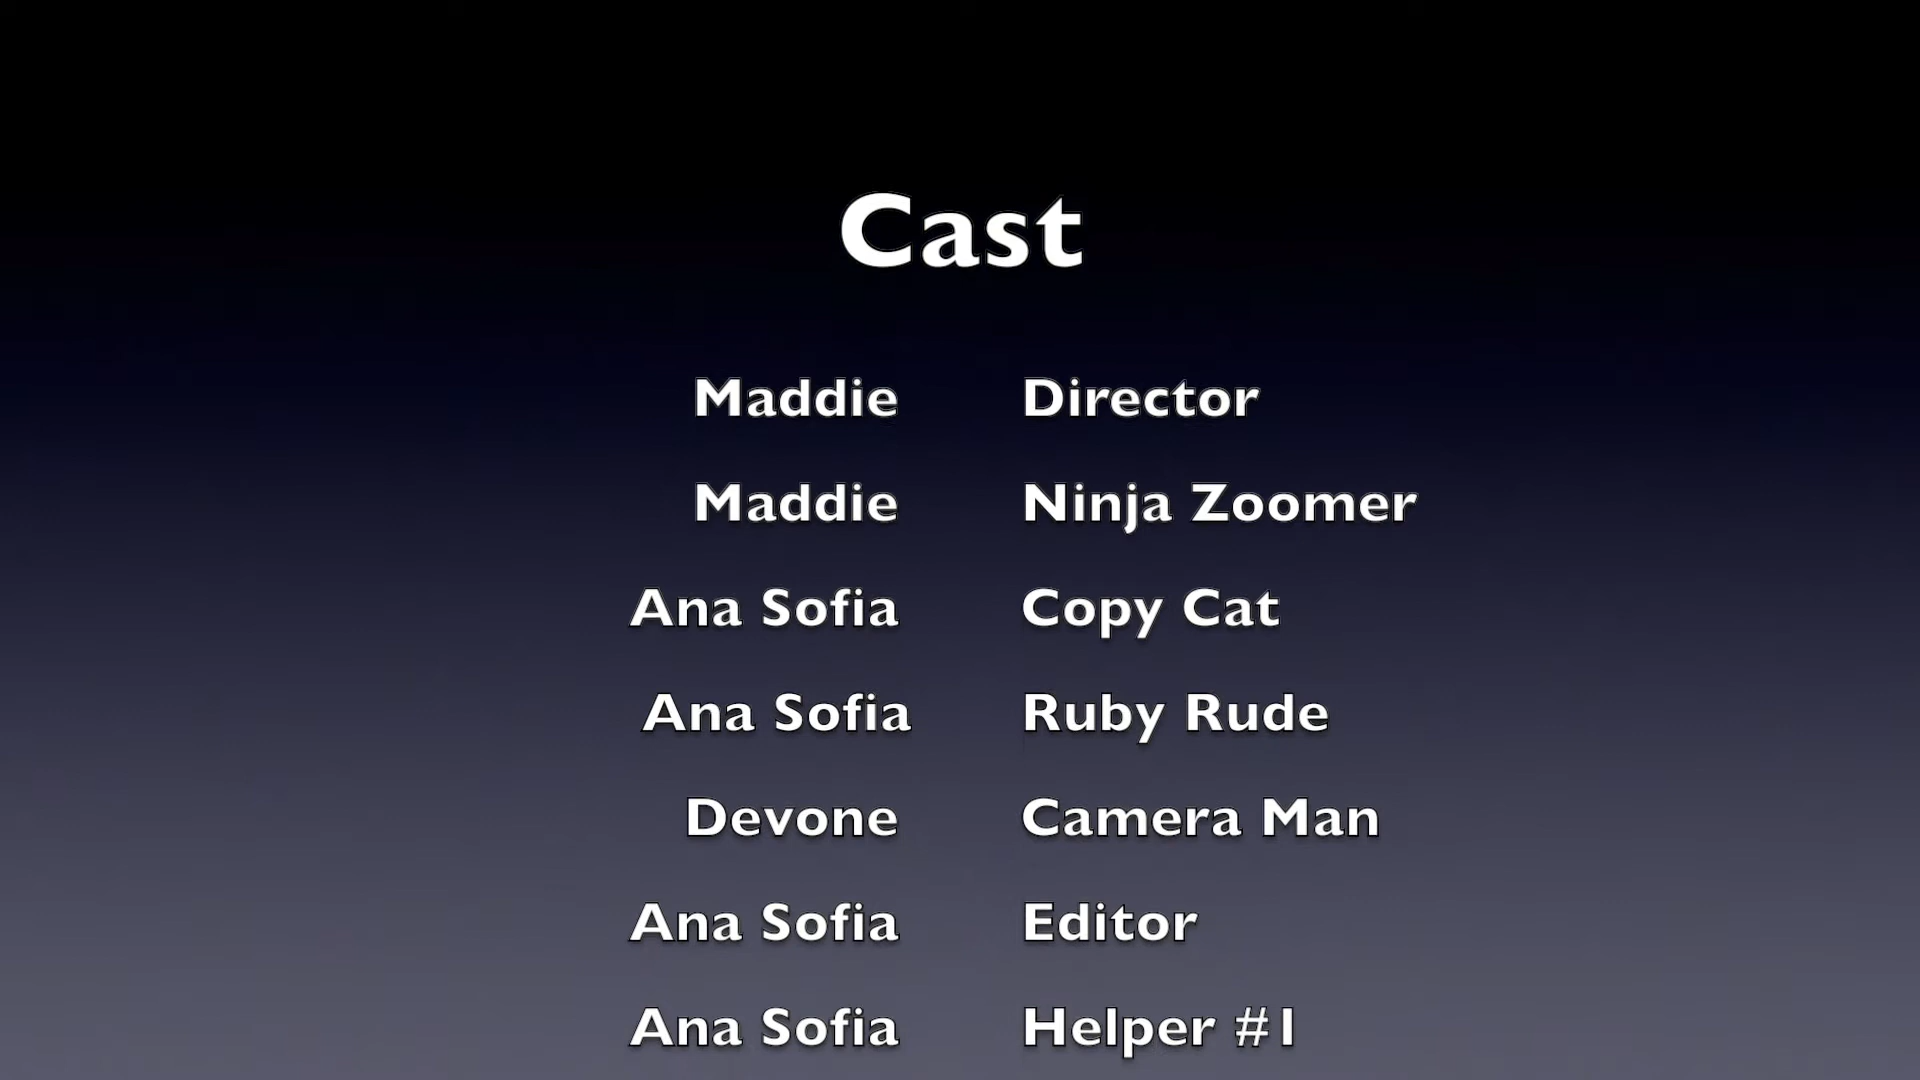 Cast
Maddie Director
Maddie Ninja Zoomer
Ana Sofia Copy Cat
Ana Sofia Ruby Rude
Devone Camera Man
Ana Sofia Editor
Ana Sofia Helper #1